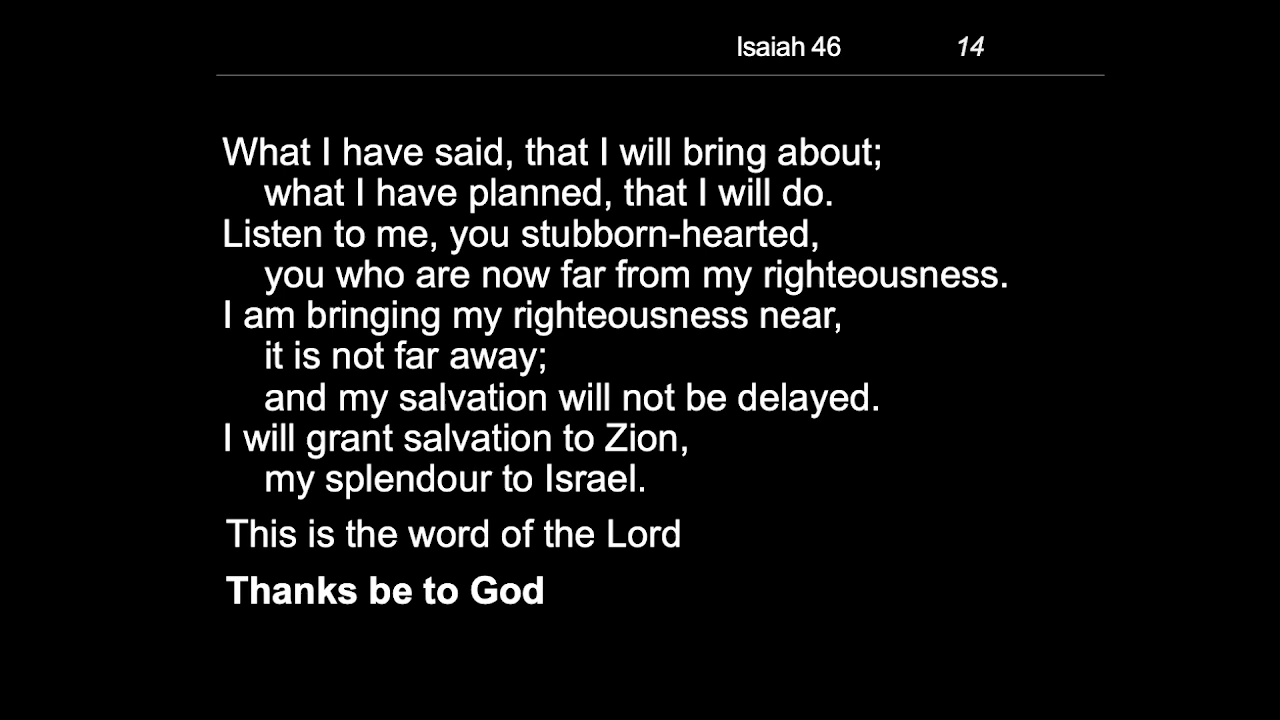 Isaiah 46 14
What I have said, that I will bring about;
what I have planned, that I will do.
Listen to me, you stubborn-hearted,
you who are now far from my righteousness.
I am bringing my righteousness near,
it is not far away;
and my salvation will not be delayed.
I will grant salvation to Zion,
my splendour to Israel.
This is the word of the Lord
Thanks be to God